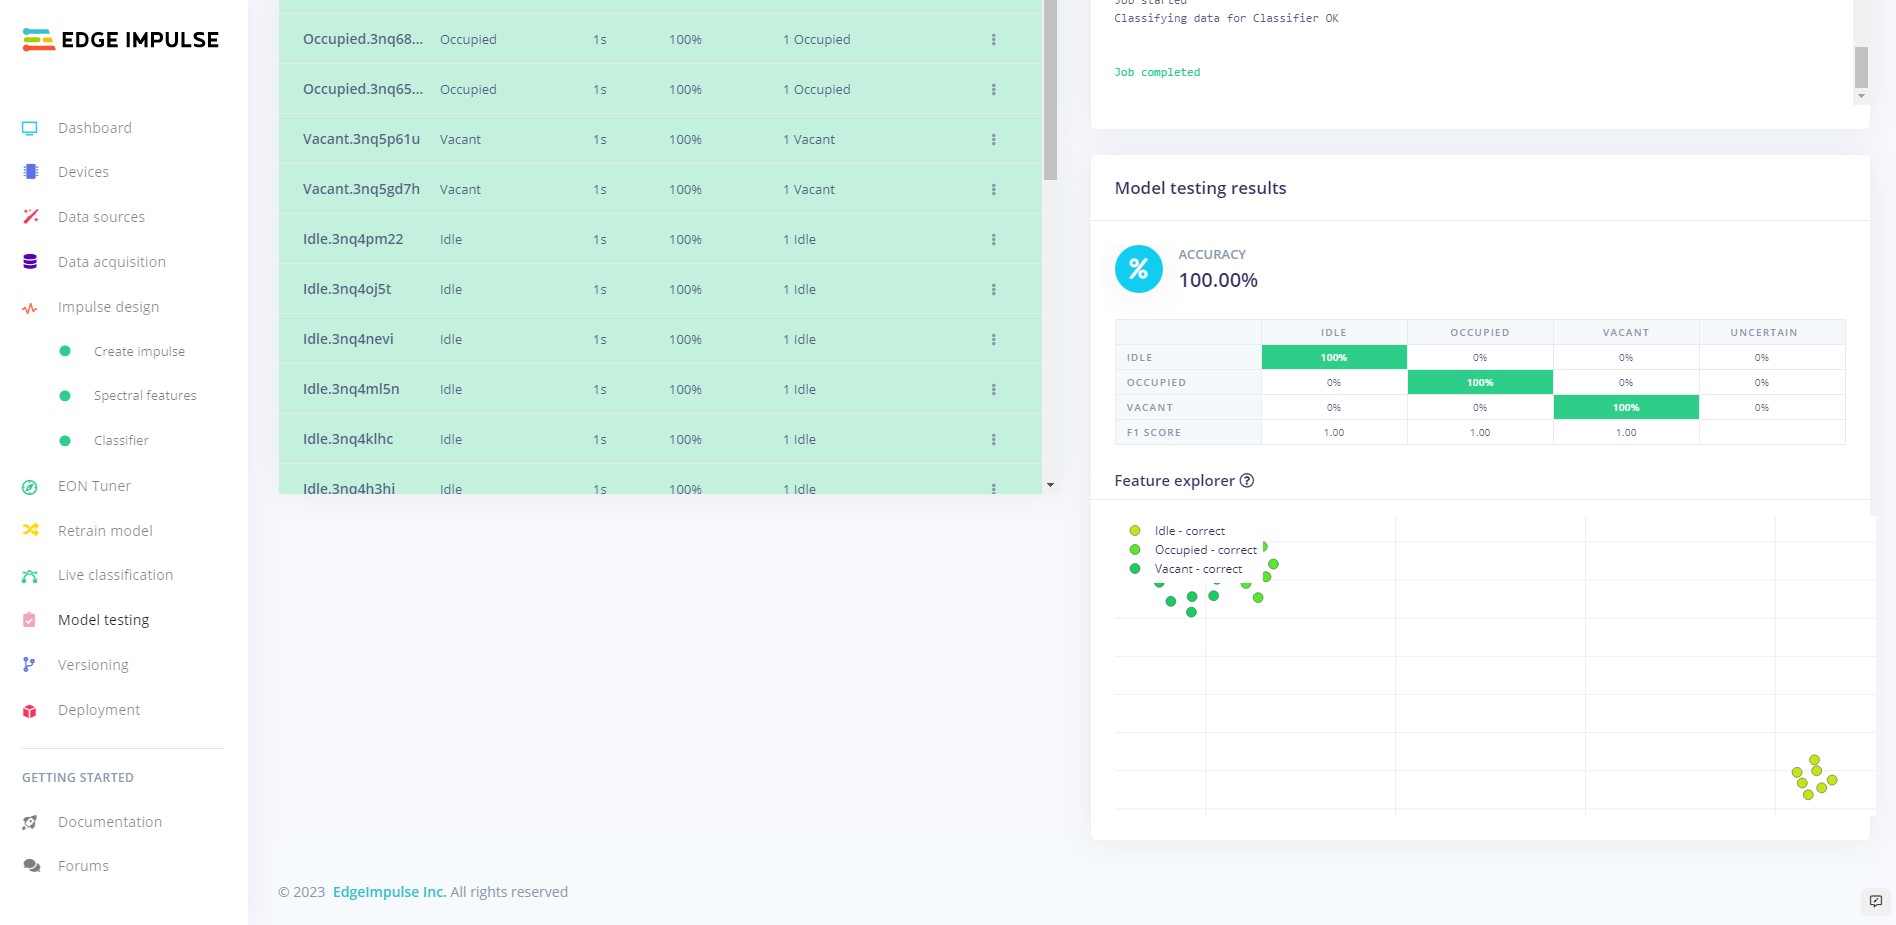 EDGE IMPULSE
Dashboard
Devices
Data sources
Data acquisition
Impulse design
Create impulse
Spectral features
Classifier
EON Tuner
Retrain model
Live classification
Model testing
Versioning
Deployment
GETTING STARTED
Documentation
Forums
Occupied.3nq68... Occupied 1s 100% 1 Occupied
Occupied.3nq65... Occupied 1s 100% 1 Occupied
Vacant.3nq5p61u Vacant 1s 100% 1 Vacant
Vacant.3nq5gd7h Vacant 1s 100% 1 Vacant
Idle.3nq4pm22 Idle 1s 100% 1 Idle
Idle.3nq4oj5t Idle 1s 100% 1 Idle
Idle.3nq4nevi Idle 1s 100% 1 Idle
Idle.3nq4ml5n Idle 1s 100% 1 Idle
Idle.3nq4klhc Idle 1s 100% 1 Idle
Idle.3nq4h3hi Idle 1s 100% 1 Idle
Job started
Classifying data for Classifier OK
Job completed
Model testing results
%
ACCURACY
100.00%
IDLE OCCUPIED VACANT UNCERTAIN
IDLE 100% 0% 0% 0%
OCCUPIED 0% 100% 0% 0%
VACANT 0% 0% 100% 0%
F1 SCORE 1.00 1.00 1.00
Feature explorer ?
Idle - correct
Occupied - correct
Vacant - correct
© 2023 EdgeImpulse Inc. All rights reserved